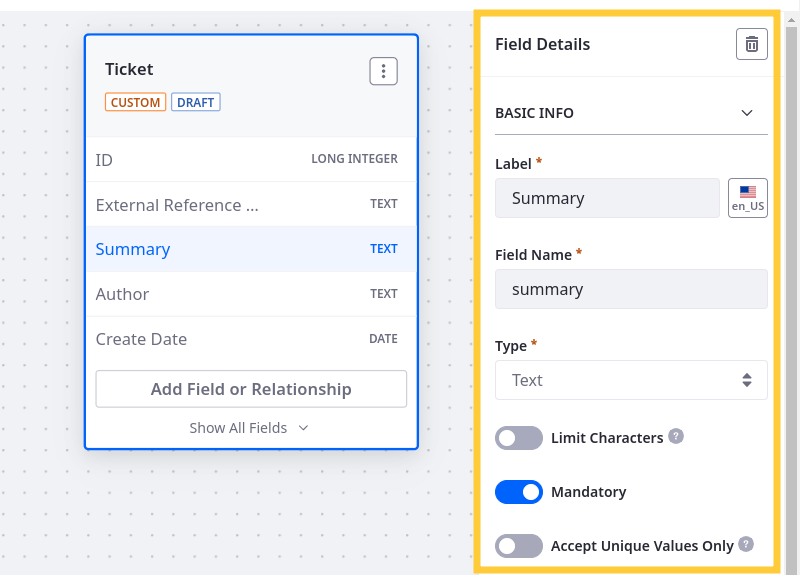 Ticket
CUSTOM DRAFT
ID LONG INTEGER
External Reference ... TEXT
Summary TEXT
Author TEXT
Create Date DATE
Add Field or Relationship
Show All Fields
Field Details
BASIC INFO
Label *
Summary
en_US
Field Name *
summary
Type *
Text
Limit Characters ?
Mandatory
Accept Unique Values Only ?